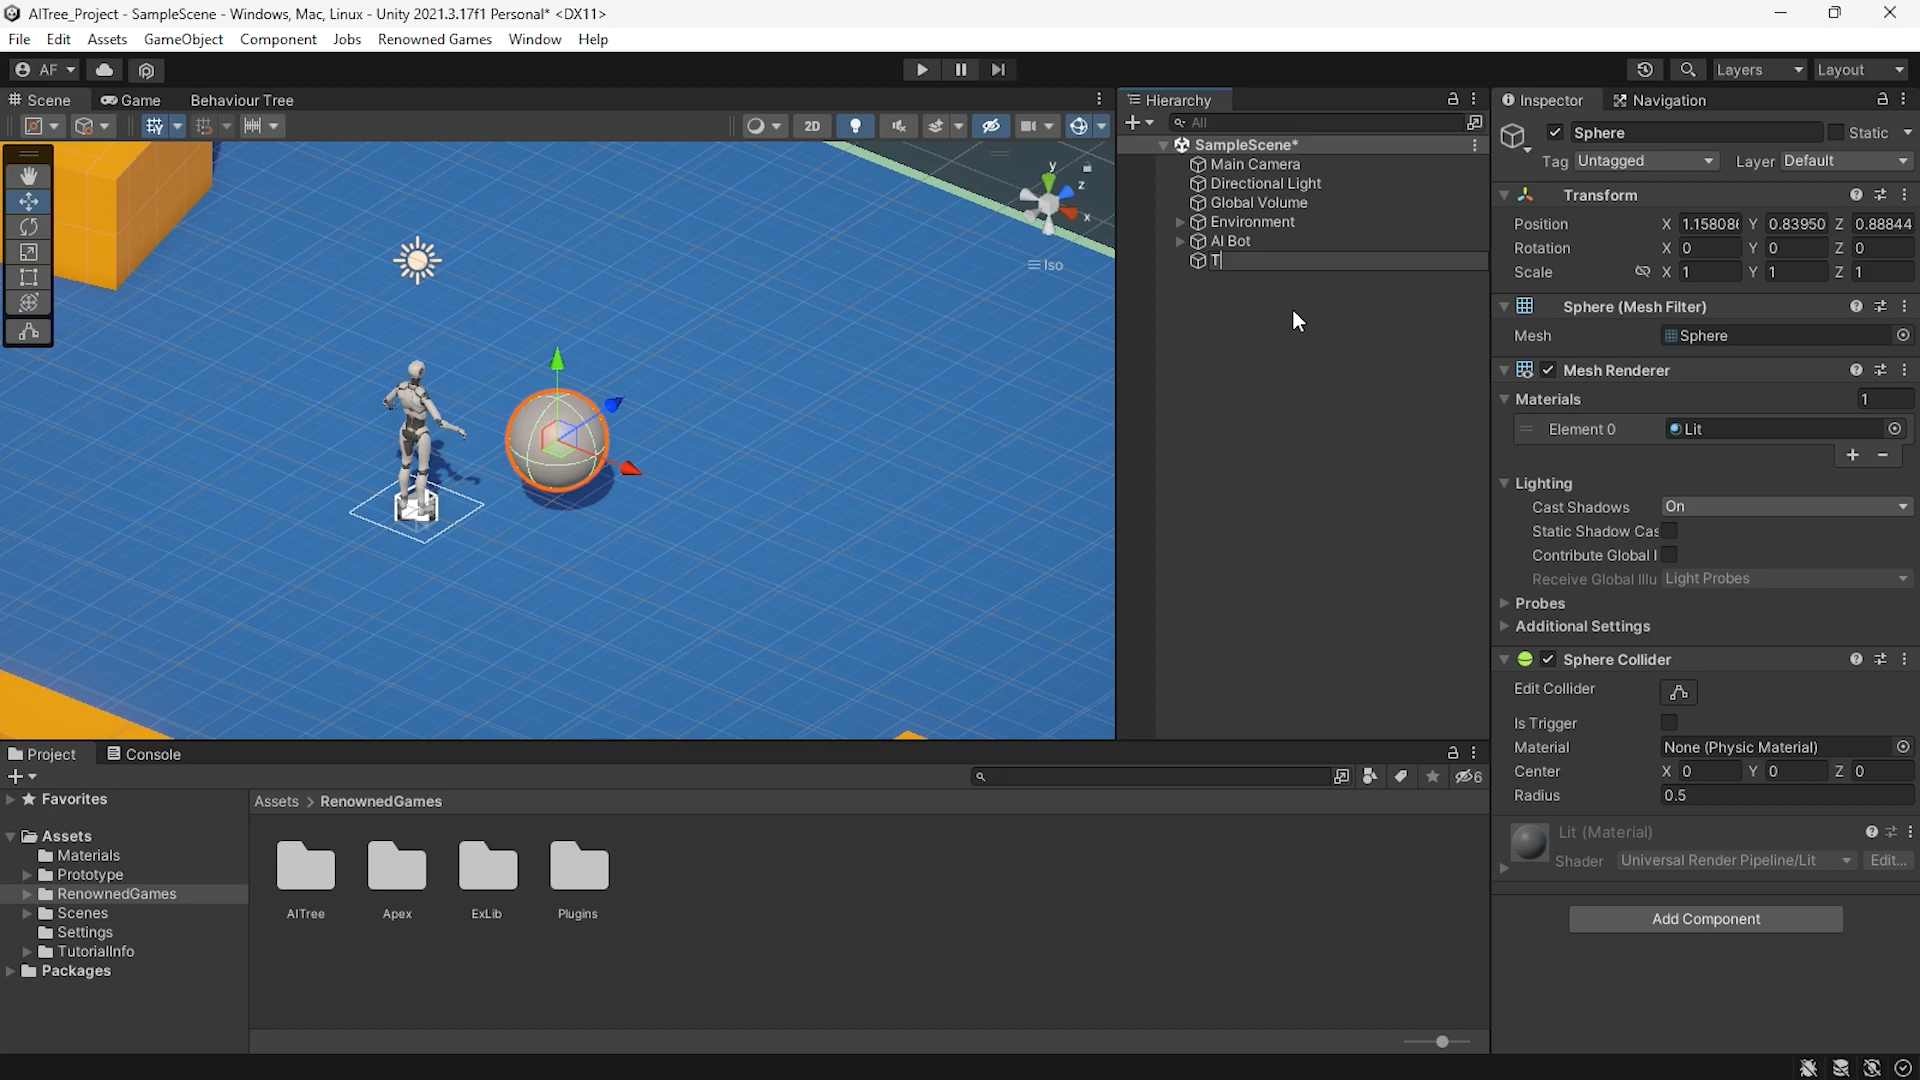 AITree_Project - SampleScene - Windows, Mac, Linux - Unity 2021.3.17f1 Personal* <DX11>
File Edit Assets GameObject Component Jobs Renowned Games Window Help
AF Layers Layout
Scene Game Behaviour Tree
Hierarchy
Inspector Navigation
2D
All
Sphere Static
Tag Untagged Layer Default
y
z
x
Iso
SampleScene*
Main Camera
Directional Light
Global Volume
Environment
AI Bot
T
Transform
Position X 1.15808 Y 0.83950 Z 0.88844
Rotation X 0 Y 0 Z 0
Scale X 1 Y 1 Z 1
Sphere (Mesh Filter)
Mesh Sphere
Mesh Renderer
Materials 1
Element 0 Lit
Lighting
Cast Shadows On
Static Shadow Cas
Contribute Global I
Receive Global Illu Light Probes
Probes
Additional Settings
Sphere Collider
Edit Collider
Is Trigger
Material None (Physic Material)
Center X 0 Y 0 Z 0
Radius 0.5
Lit (Material)
Shader Universal Render Pipeline/Lit Edit...
Add Component
Project Console
6
Favorites
Assets
Materials
Prototype
RenownedGames
Scenes
Settings
TutorialInfo
Packages
Assets > RenownedGames
AITree Apex ExLib Plugins